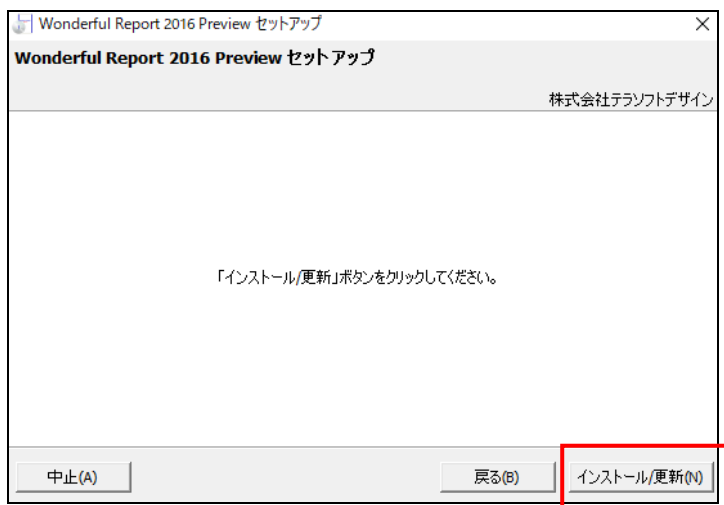 Wonderful Report 2016 Preview セットアップ
Wonderful Report 2016 Preview セットアップ
株式会社テラソフトデザイン
「インストール/更新」ボタンをクリックしてください。
中止(A) 戻る(B) インストール/更新(N)